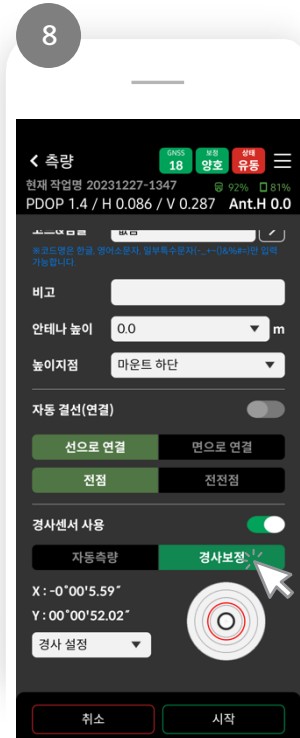 8
측량
GNSS 18
보정 양호
상태 유동
현재 작업명 20231227-1347 92% 81%
PDOP 1.4 / H 0.086 / V 0.287 Ant.H 0.0
※코드명은 한글, 영어소문자, 일부특수문자(-_+~()&%#=)만 입력
가능합니다.
비고
안테나 높이 0.0 m
높이지점 마운트 하단
자동 결선(연결)
선으로 연결 면으로 연결
전점 전전점
경사센서 사용
자동측량 경사보정
X : -0˚00'5.59″
Y : 00˚00'52.02″
경사 설정
취소 시작